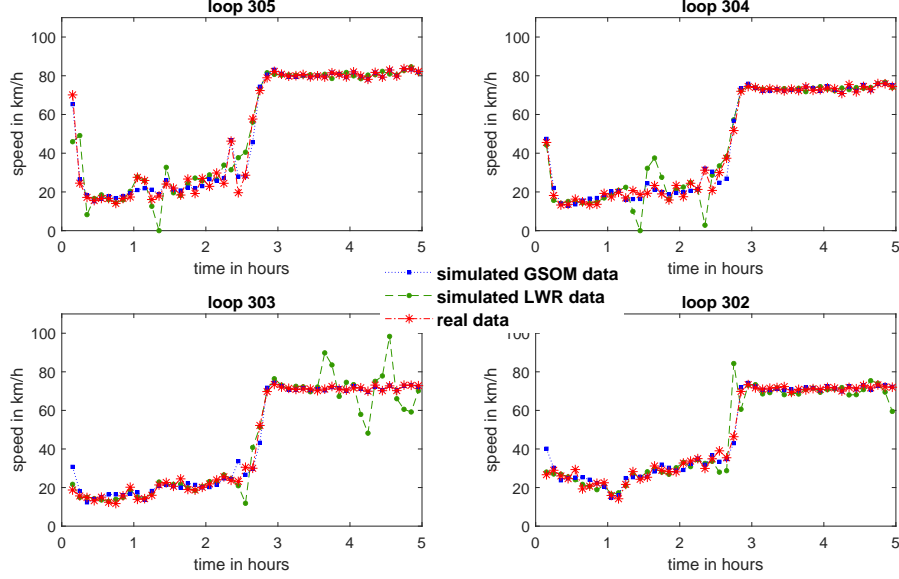 loop 305
loop 304
speed in km/h
100
80
60
40
20
0
0 1 2 3 4 5
time in hours
speed in km/h
100
80
60
40
20
0
0 1 2 3 4 5
time in hours
simulated GSOM data
simulated LWR data
real data
loop 303
loop 302
speed in km/h
100
80
60
40
20
0
0 1 2 3 4 5
time in hours
speed in km/h
100
80
60
40
20
0
0 1 2 3 4 5
time in hours